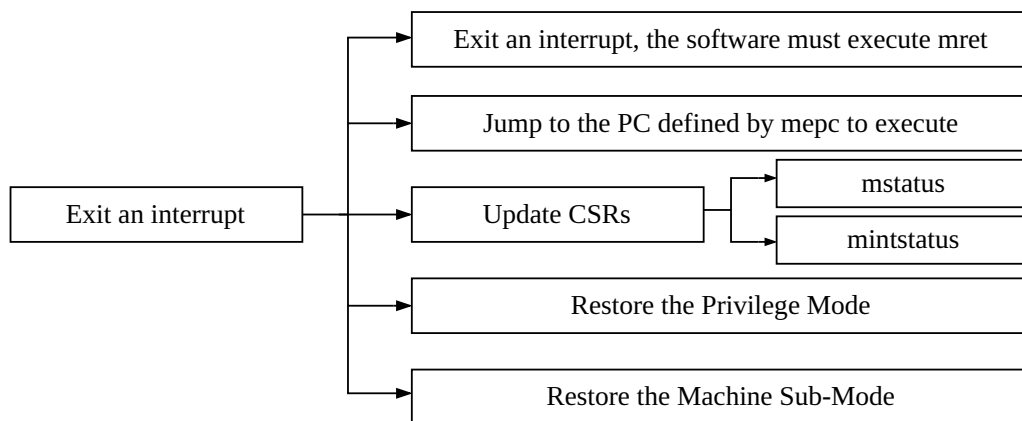 Exit an interrupt, the software must execute mret
Jump to the PC defined by mepc to execute
mstatus
Exit an interrupt
Update CSRs
mintstatus
Restore the Privilege Mode
Restore the Machine Sub-Mode